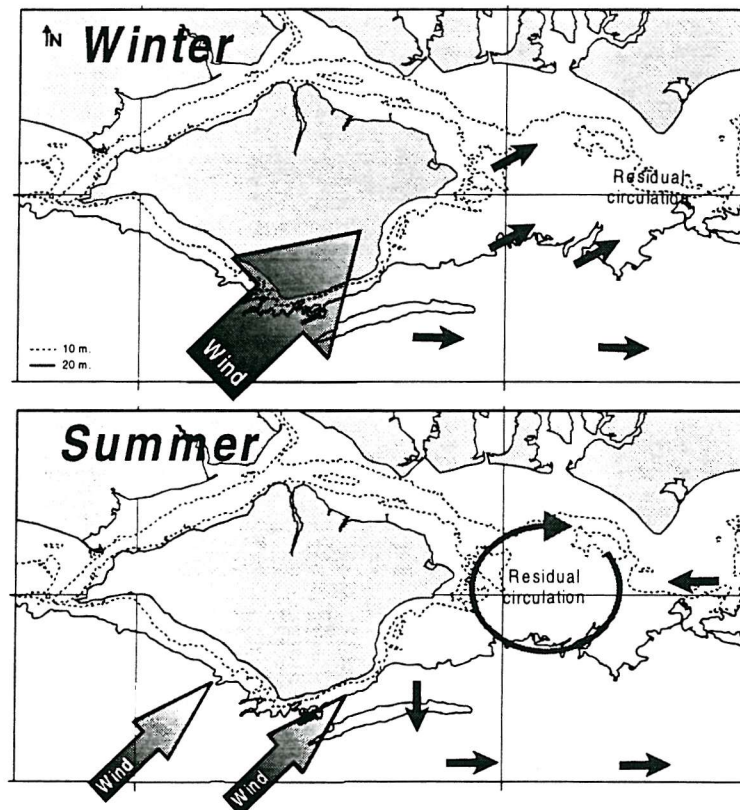 N
Winter
Residual
circulation
Wind
10 m.
20 m.
Summer
Residual
circulation
Wind
Wind